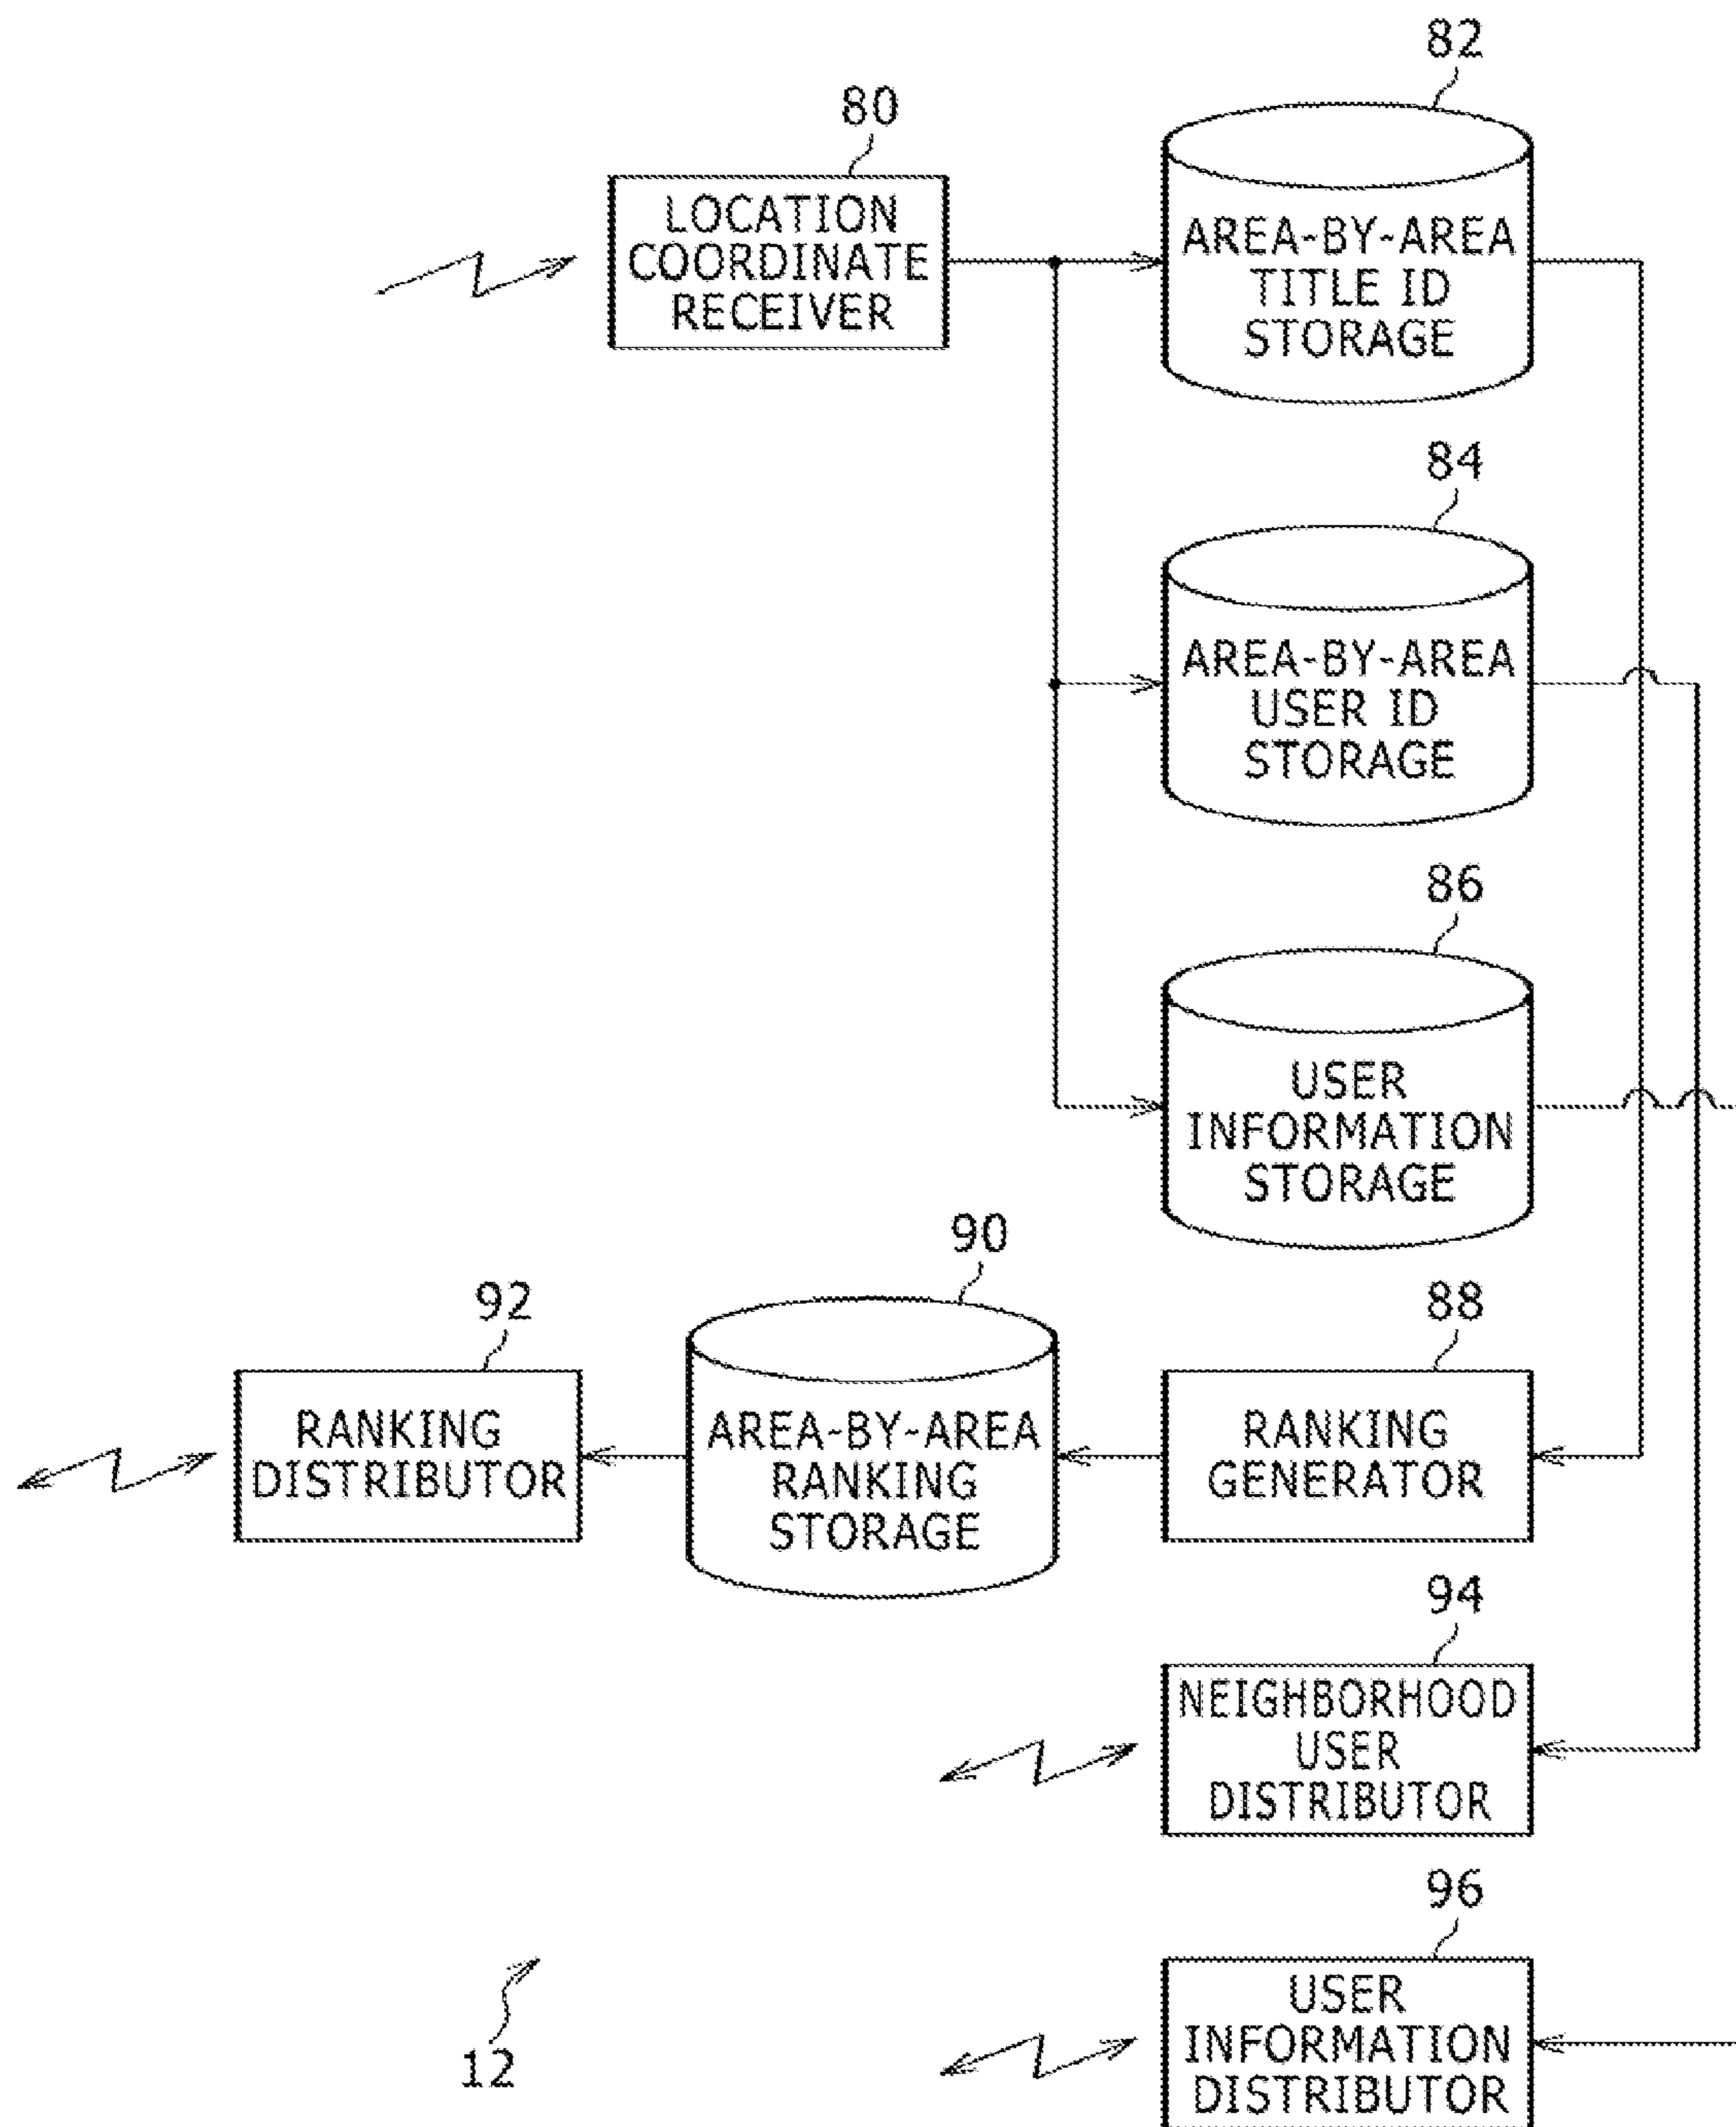 82
80
LOCATION
COORDINATE
RECEIVER
AREA-BY-AREA
TITLE ID
STORAGE
84
AREA-BY-AREA
USER ID
STORAGE
86
USER
INFORMATION
STORAGE
90
92
88
RANKING
DISTRIBUTOR
AREA-BY-AREA
RANKING
STORAGE
RANKING
GENERATOR
94
NEIGHBORHOOD
USER
DISTRIBUTOR
96
USER
INFORMATION
DISTRIBUTOR
12